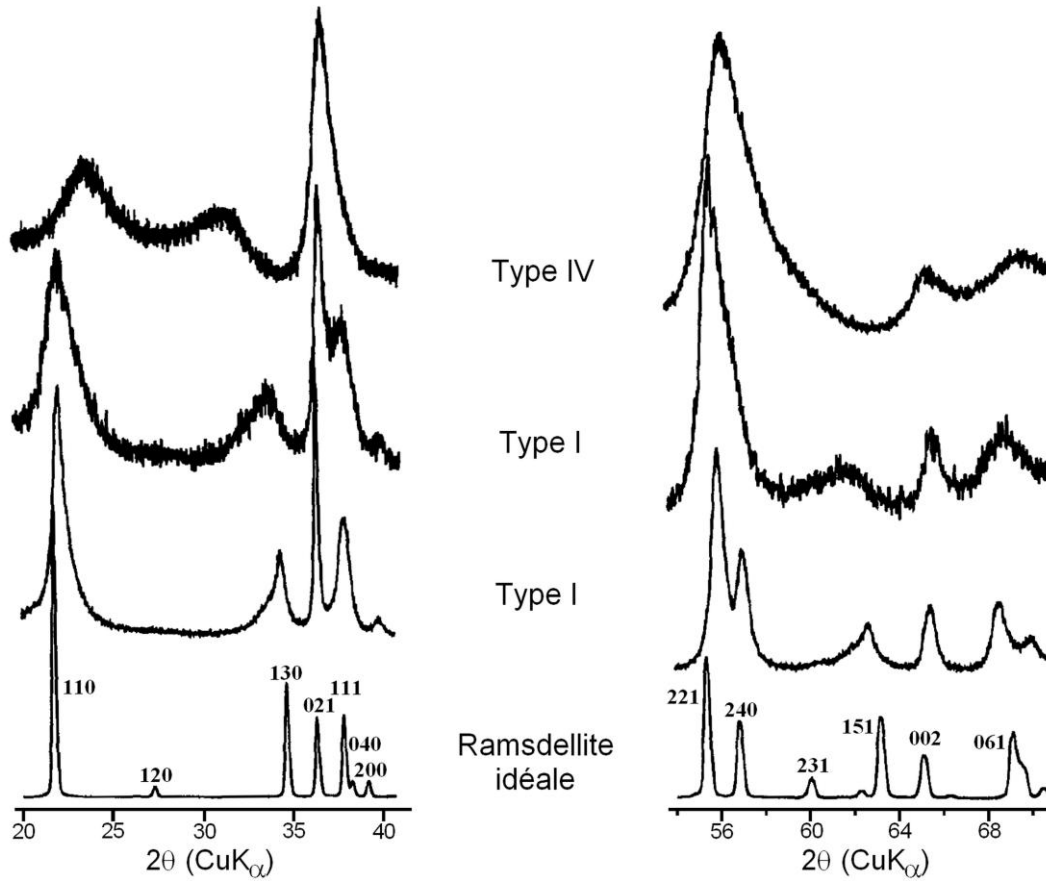 Type IV
Type I
Type I
Ramsdellite
idéale
110
120
130
021
111
040
200
221
240
231
151
002
061
20 25 30 36 40
56 60 64 68
2θ (CuKα)
2θ (CuKα)